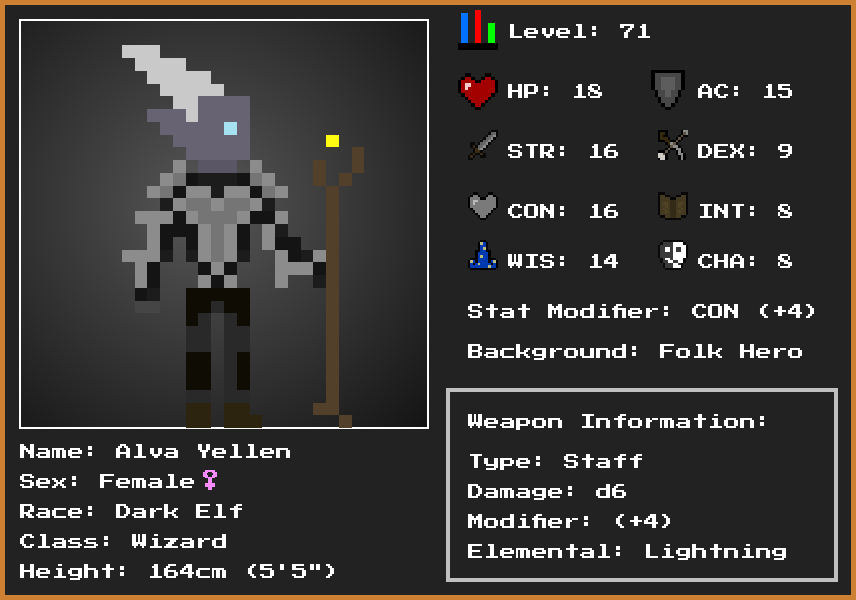 Level: 71
HP: 18
AC: 15
STR: 16
DEX: 9
CON: 16
INT: 8
WIS: 14
CHA: 8
Stat Modifier: CON (+4)
Background: Folk Hero
Name: Alva Yellen
Sex: Female♀
Race: Dark Elf
Class: Wizard
Height: 164cm (5'5")
Weapon Information:
Type: Staff
Damage: d6
Modifier: (+4)
Elemental: Lightning